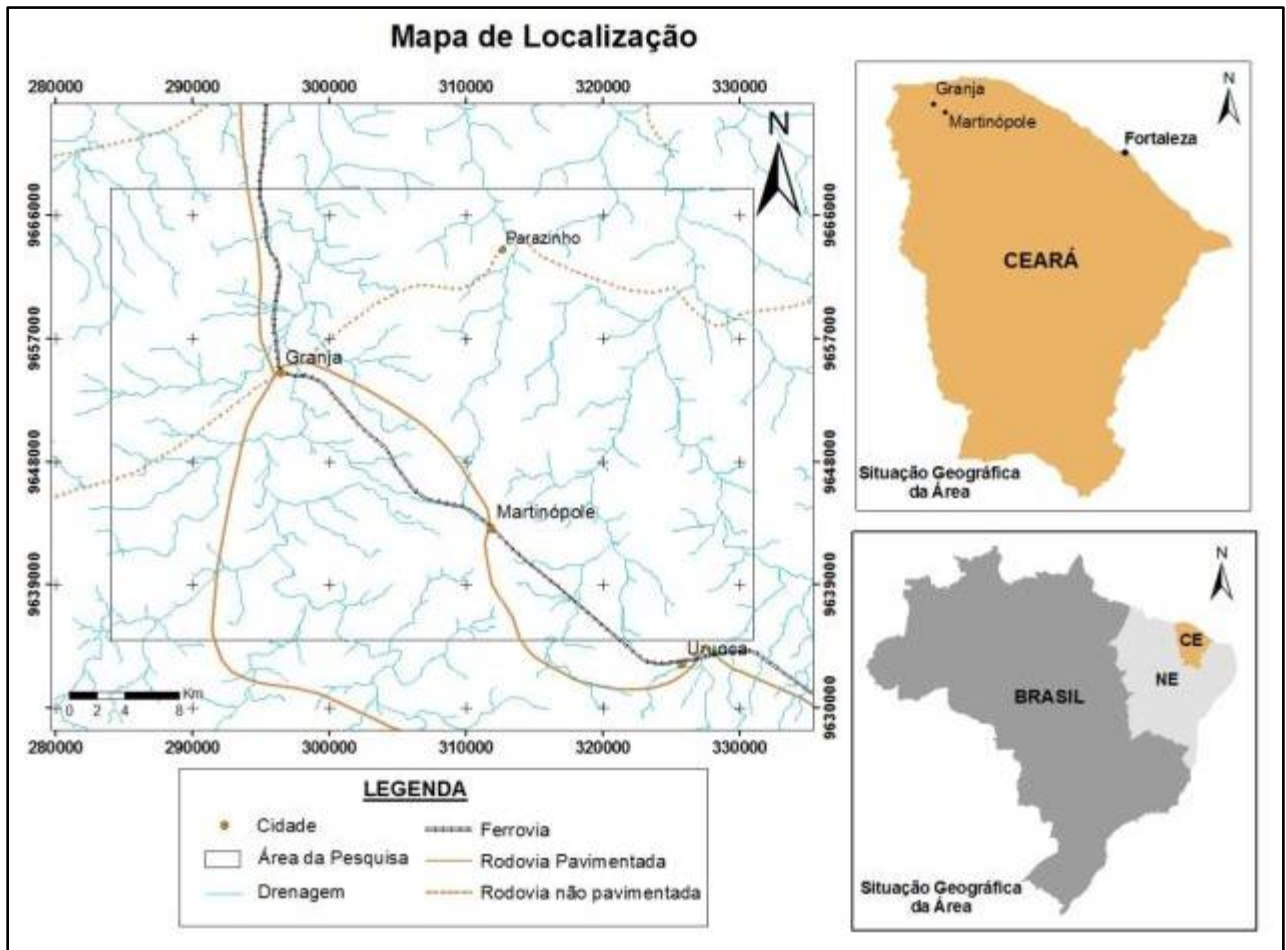 Mapa de Localização
280000 290000 300000 310000 320000 330000
N
9666000 9666000
Parazinho
9657000 9657000
Granja
9648000 9648000
Martinópole
9639000 9639000
Uruoca
Km
0 2 4 8
9630000
280000 290000 300000 310000 320000 330000
LEGENDA
Cidade
Área da Pesquisa
Drenagem
Ferrovia
Rodovia Pavimentada
Rodovia não pavimentada
N
Granja
Martinópole
Fortaleza
CEARÁ
Situação Geográfica
da Área
N
CE
NE
BRASIL
Situação Geográfica
da Área